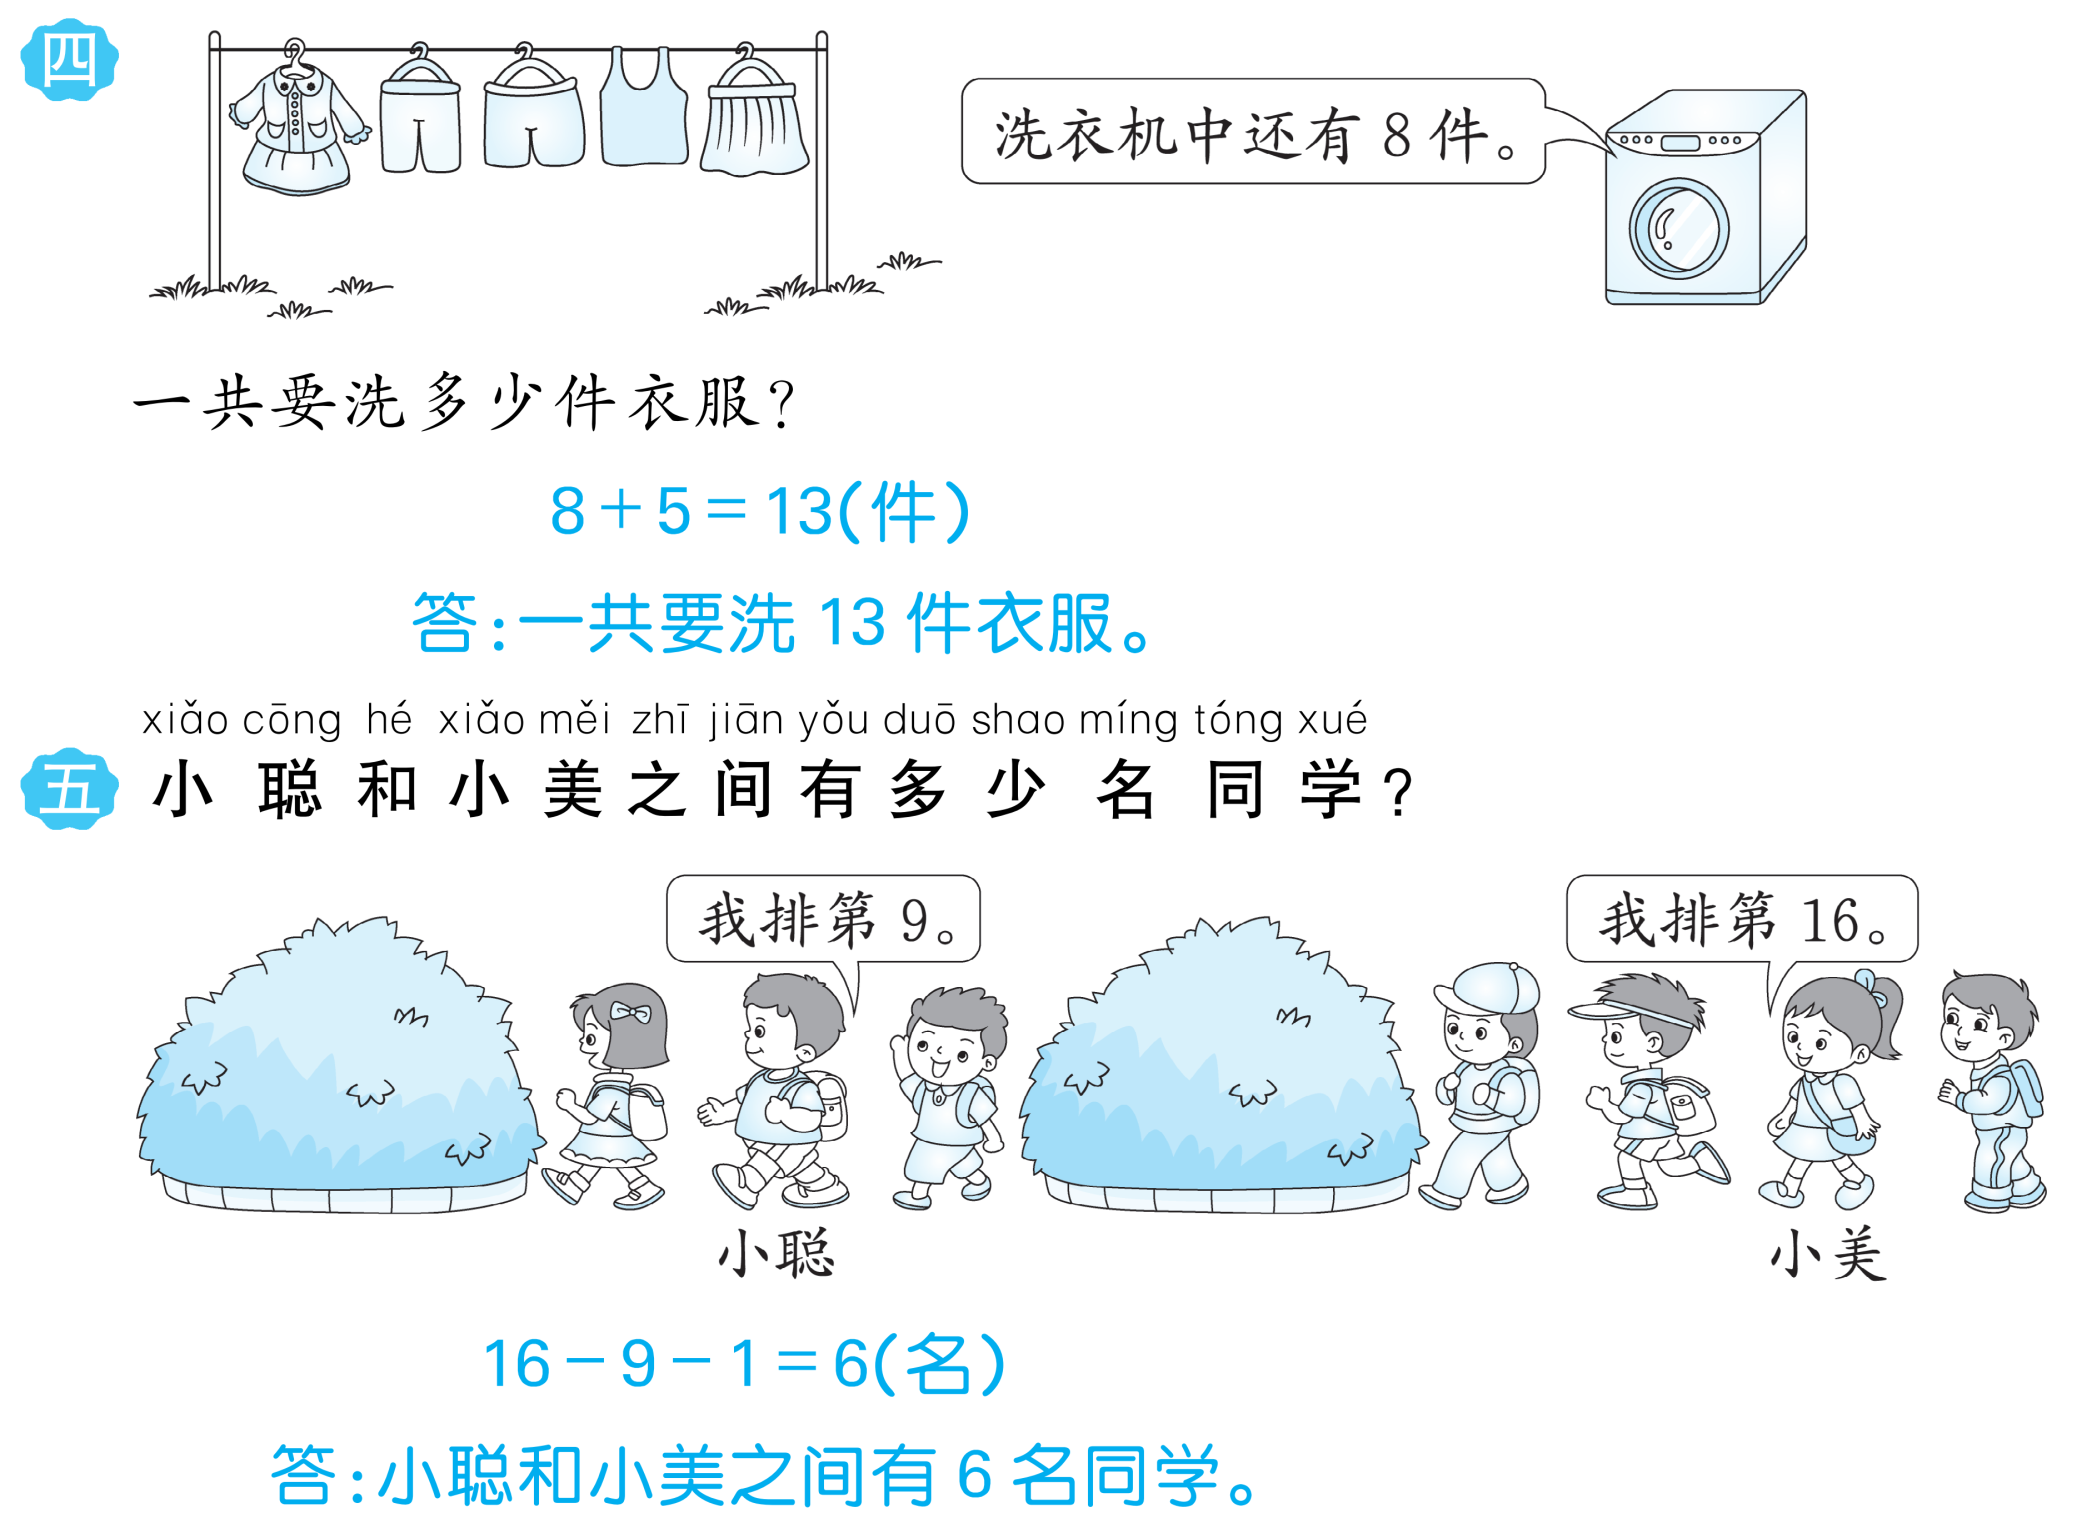 四
洗衣机中还有 8 件。
一共要洗多少件衣服?
8+5=13(件)
答:一共要洗 13 件衣服。
xiǎo cōng hé xiǎo měi zhī jiān yǒu duō shao míng tóng xué
五 小聪和小美之间有多少名同学?
我排第 9。 我排第 16。
小聪 小美
16-9-1=6(名)
答:小聪和小美之间有 6 名同学。